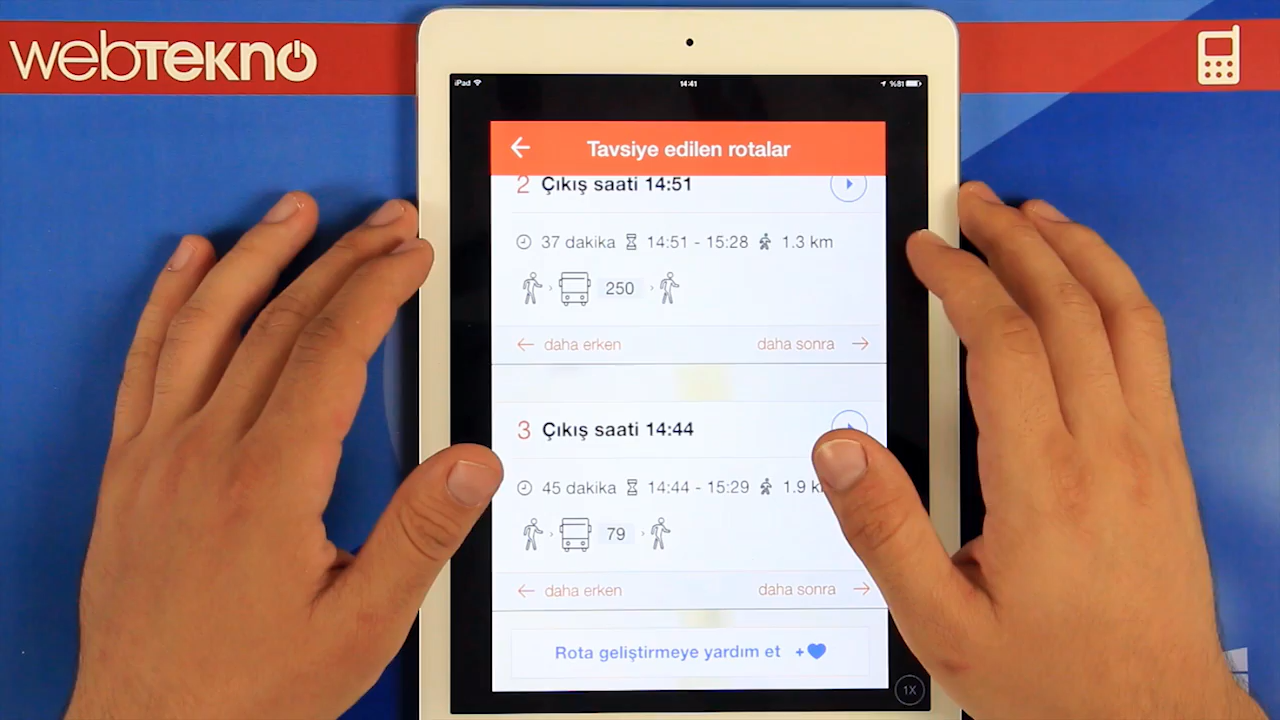 webTEKNO
iPad 14:41 %81
Tavsiye edilen rotalar
2 Çıkış saati 14:51
37 dakika 14:51 - 15:28 1.3 km
250
daha erken daha sonra
3 Çıkış saati 14:44
45 dakika 14:44 - 15:29 1.9
79
daha erken daha sonra
Rota geliştirmeye yardım et +
1X